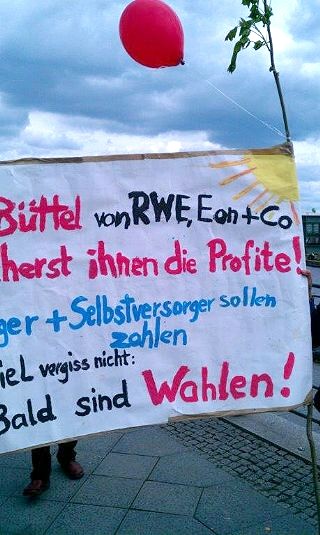 Büttel von RWE, Eon + Co
herst ihnen die Profite!
ger + Selbstversorger sollen
zahlen
iel vergiss nicht:
Bald sind Wahlen!